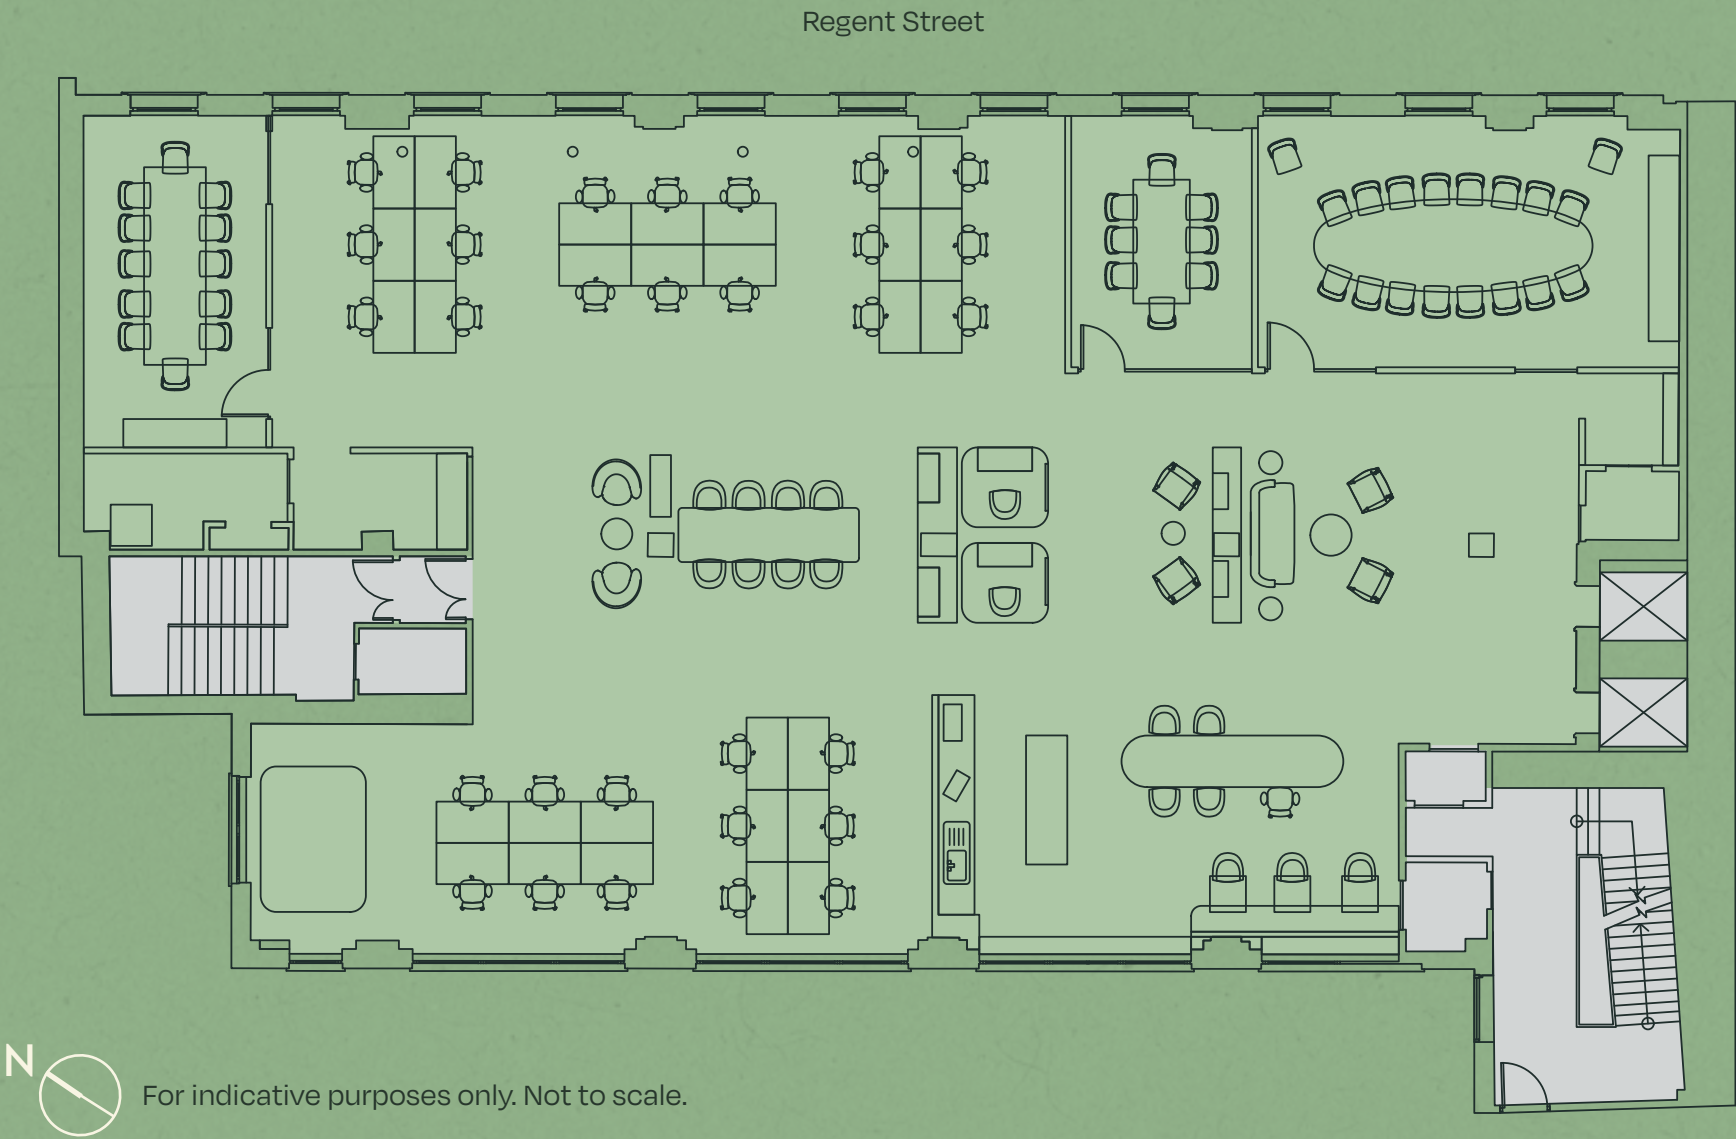 Regent Street
N
For indicative purposes only. Not to scale.